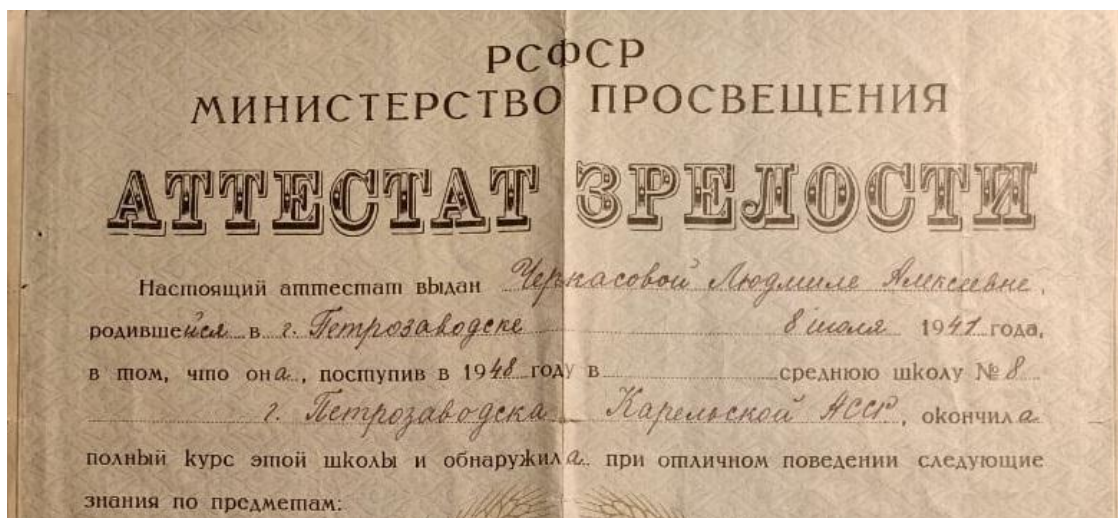 РСФСР
МИНИСТЕРСТВО ПРОСВЕЩЕНИЯ
АТТЕСТАТ ЗРЕЛОСТИ
Настоящий аттестат выдан Черкасовой Людмиле Алексеевне,
родившейся в г. Петрозаводске 8 июля 1941 года,
в том, что она, поступив в 1948 году в среднюю школу № 8
г. Петрозаводска Карельской АССР, окончила
полный курс этой школы и обнаружила при отличном поведении следующие
знания по предметам: